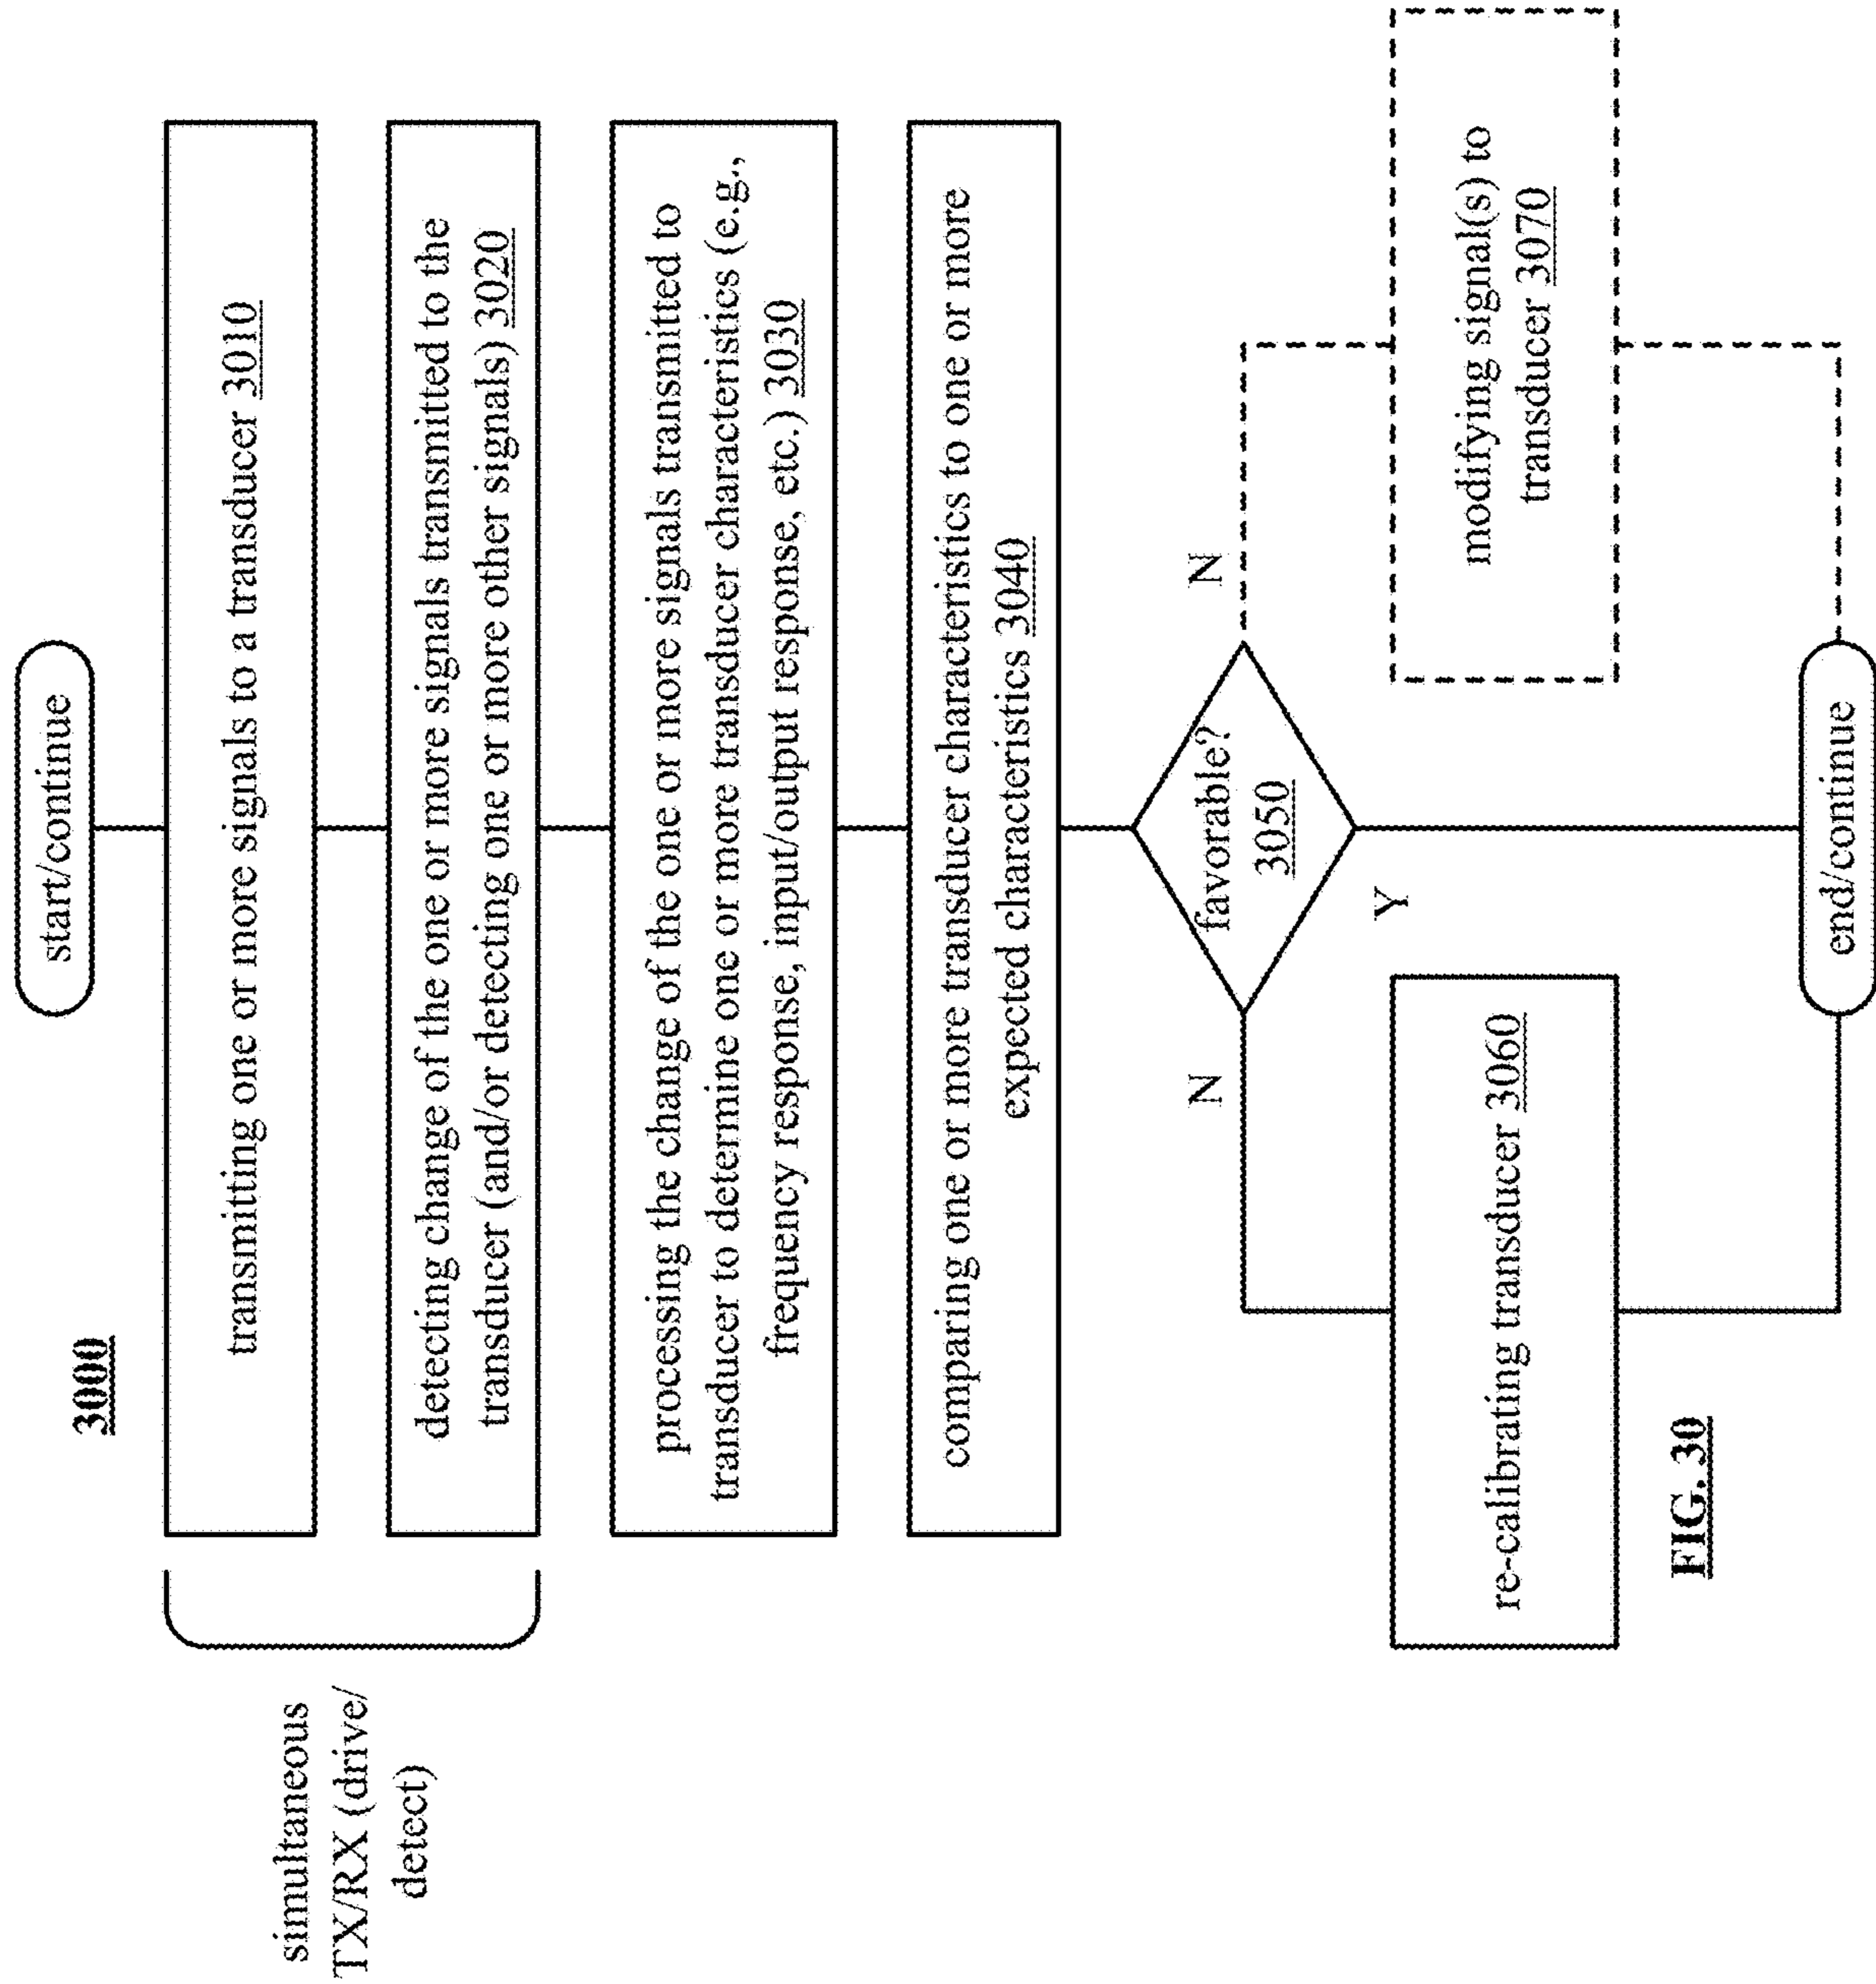 3000
start/continue
simultaneous
TX/RX (drive/
detect)
transmitting one or more signals to a transducer 3010
detecting change of the one or more signals transmitted to the
transducer (and/or detecting one or more other signals) 3020
processing the change of the one or more signals transmitted to
transducer to determine one or more transducer characteristics (e.g.,
frequency response, input/output response, etc.) 3030
comparing one or more transducer characteristics to one or more
expected characteristics 3040
N
favorable?
3050
N
Y
re-calibrating transducer 3060
modifying signal(s) to
transducer 3070
FIG. 30
end/continue